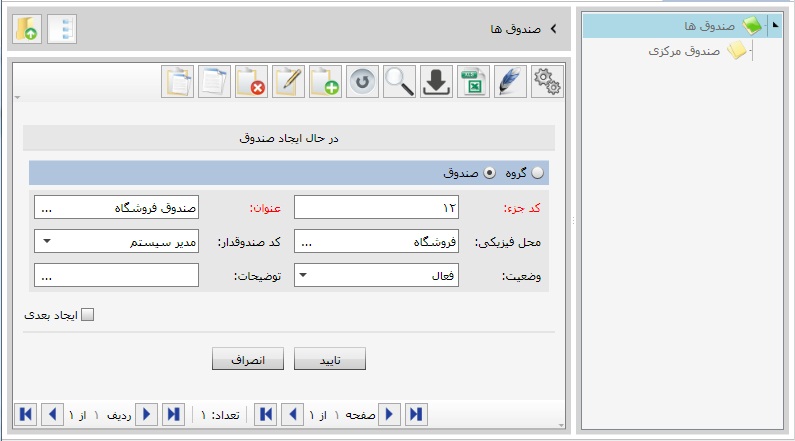 صندوق ها
صندوق مرکزی
صندوق ها
در حال ایجاد صندوق
گروه صندوق
کد جزء: ۱۲ عنوان: صندوق فروشگاه ...
محل فیزیکی: فروشگاه ... کد صندوقدار: مدیر سیستم
وضعیت: فعال توضیحات: ...
ایجاد بعدی
تایید انصراف
صفحه ۱ از ۱ تعداد: ۱ ردیف ۱ از ۱